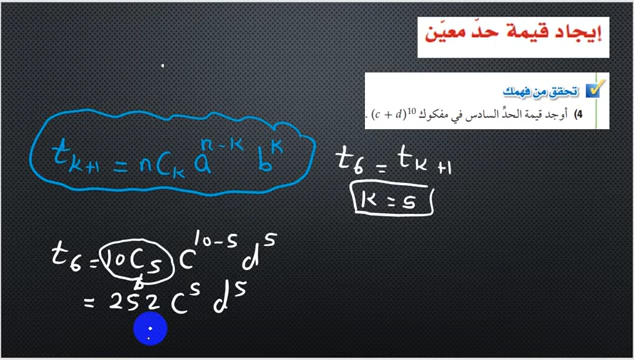 إيجاد قيمة حدّ معيّن
تحقق من فهمك
4) أوجد قيمة الحدِّ السادس في مفكوك (c + d)¹⁰ .
t_{k+1} = nC_k a^{n-k} b^k
t_6 = t_{k+1}
k = 5
t_6 = 10C_5 c^{10-5} d^5
= 252 c^5 d^5